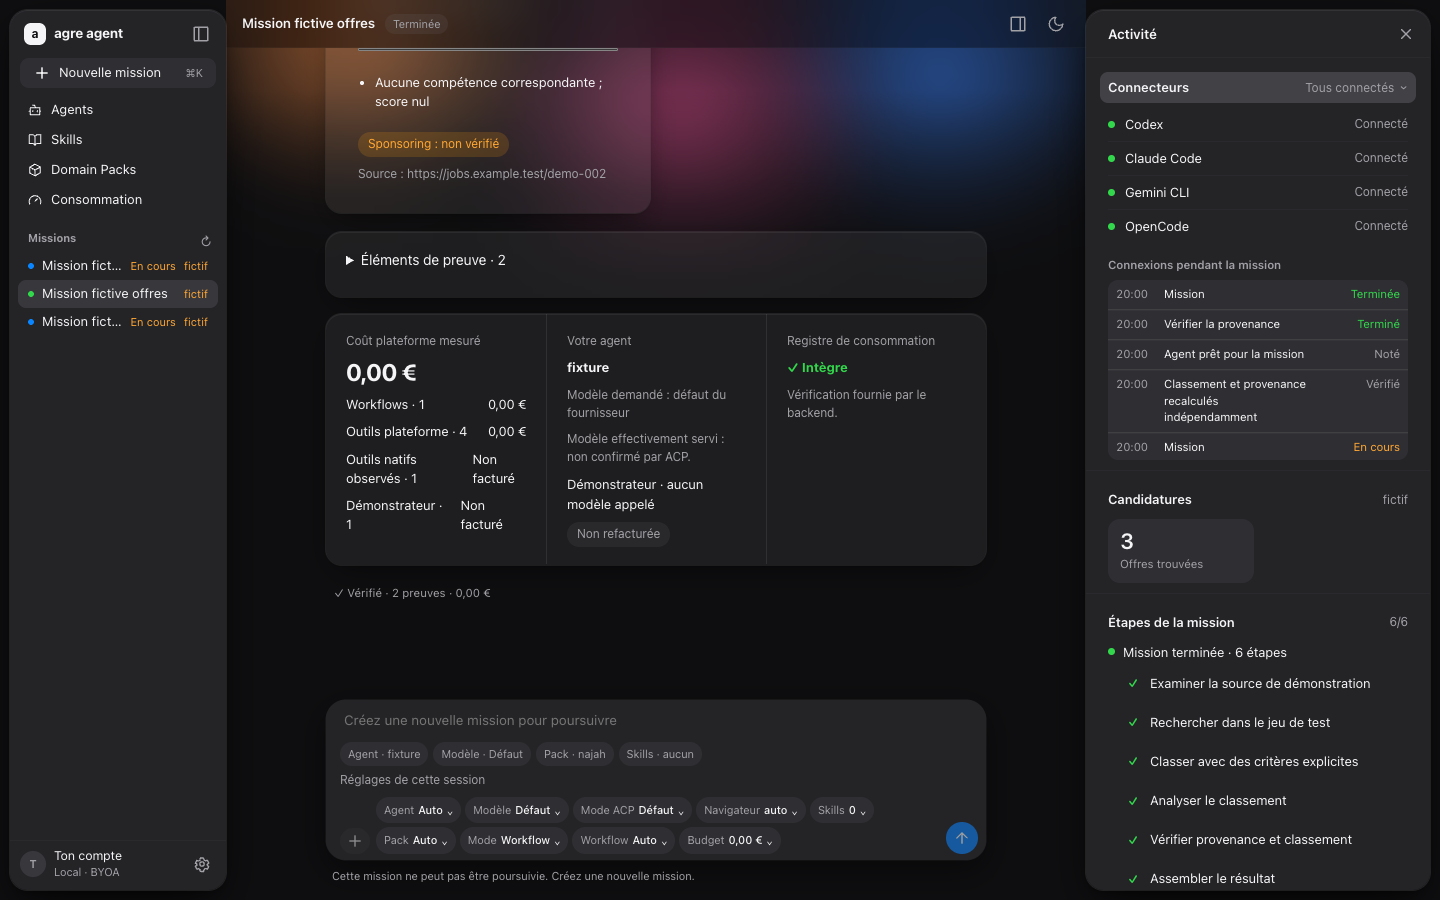 a agre agent
Nouvelle mission ⌘K
Agents
Skills
Domain Packs
Consommation
Missions
Mission fict... En cours fictif
Mission fictive offres fictif
Mission fict... En cours fictif
T
Ton compte
Local · BYOA
Mission fictive offres Terminée
• Aucune compétence correspondante ;
score nul
Sponsoring : non vérifié
Source : https://jobs.example.test/demo-002
▶ Éléments de preuve · 2
Coût plateforme mesuré
0,00 €
Workflows · 1 0,00 €
Outils plateforme · 4 0,00 €
Outils natifs Non
observés · 1 facturé
Démonstrateur · Non
1 facturé
Votre agent
fixture
Modèle demandé : défaut du
fournisseur
Modèle effectivement servi :
non confirmé par ACP.
Démonstrateur · aucun
modèle appelé
Non refacturée
Registre de consommation
✓ Intègre
Vérification fournie par le
backend.
✓ Vérifié · 2 preuves · 0,00 €
Créez une nouvelle mission pour poursuivre
Agent · fixture Modèle · Défaut Pack · najah Skills · aucun
Réglages de cette session
Agent Auto Modèle Défaut Mode ACP Défaut Navigateur auto Skills 0
Pack Auto Mode Workflow Workflow Auto Budget 0,00 €
Cette mission ne peut pas être poursuivie. Créez une nouvelle mission.
Activité
Connecteurs Tous connectés
Codex Connecté
Claude Code Connecté
Gemini CLI Connecté
OpenCode Connecté
Connexions pendant la mission
20:00 Mission Terminée
20:00 Vérifier la provenance Terminé
20:00 Agent prêt pour la mission Noté
20:00 Classement et provenance Vérifié
recalculés
indépendamment
20:00 Mission En cours
Candidatures fictif
3
Offres trouvées
Étapes de la mission 6/6
Mission terminée · 6 étapes
✓ Examiner la source de démonstration
✓ Rechercher dans le jeu de test
✓ Classer avec des critères explicites
✓ Analyser le classement
✓ Vérifier provenance et classement
✓ Assembler le résultat